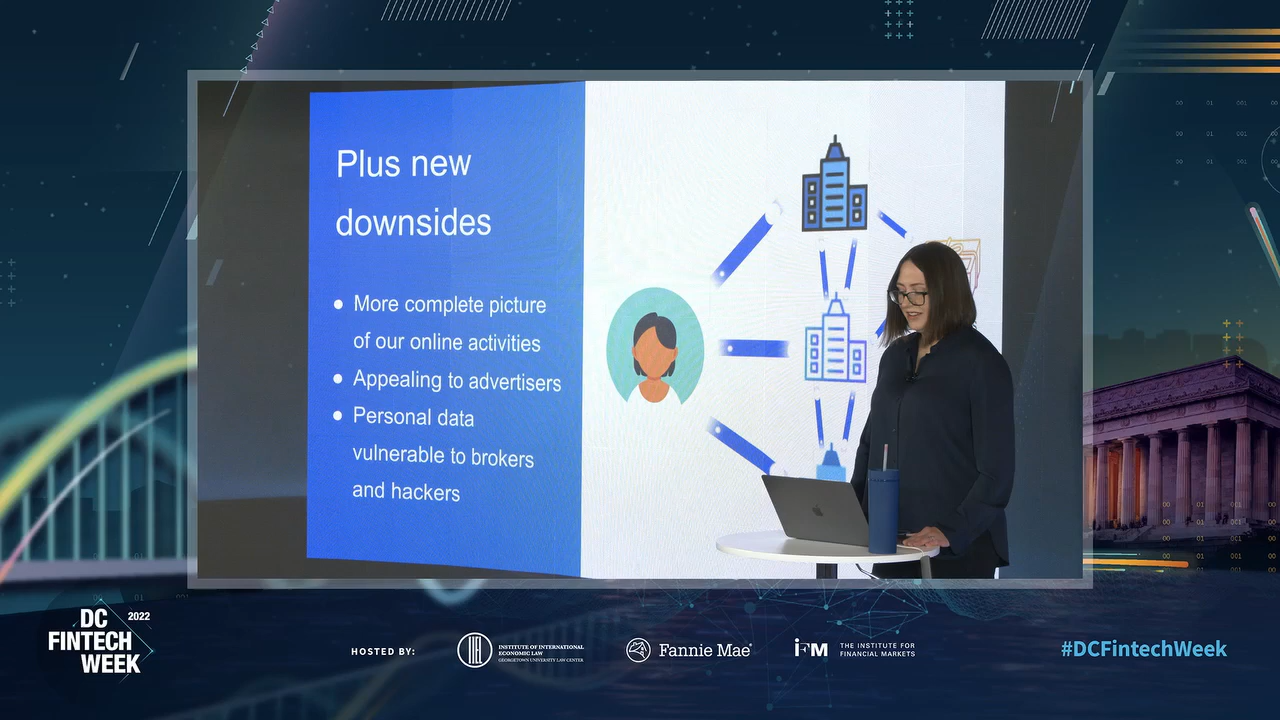 Plus new
downsides
More complete picture
of our online activities
Appealing to advertisers
Personal data
vulnerable to brokers
and hackers
DC
2022
FINTECH
WEEK
HOSTED BY:
INSTITUTE OF INTERNATIONAL
ECONOMIC LAW
GEORGETOWN UNIVERSITY LAW CENTER
Fannie Mae®
iFM
THE INSTITUTE FOR
FINANCIAL MARKETS
#DCFintechWeek